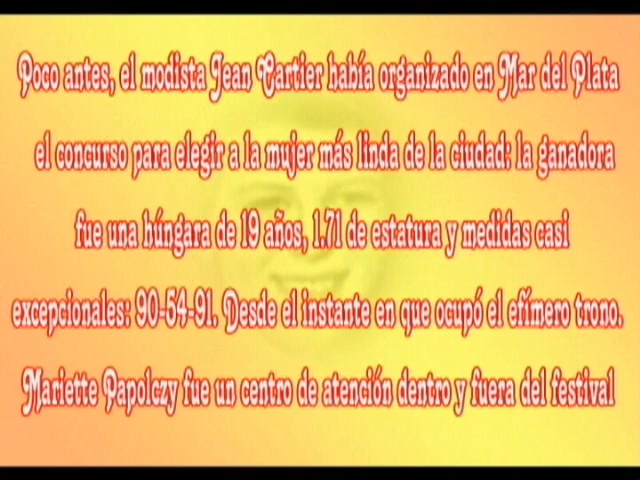 Poco antes, el modista Jean Cartier había organizado en Mar del Plata
el concurso para elegir a la mujer más linda de la ciudad: la ganadora
fue una húngara de 19 años, 1.71 de estatura y medidas casi
excepcionales: 90-54-91. Desde el instante en que ocupó el efímero trono.
Mariette Papolczy fue un centro de atención dentro y fuera del festival